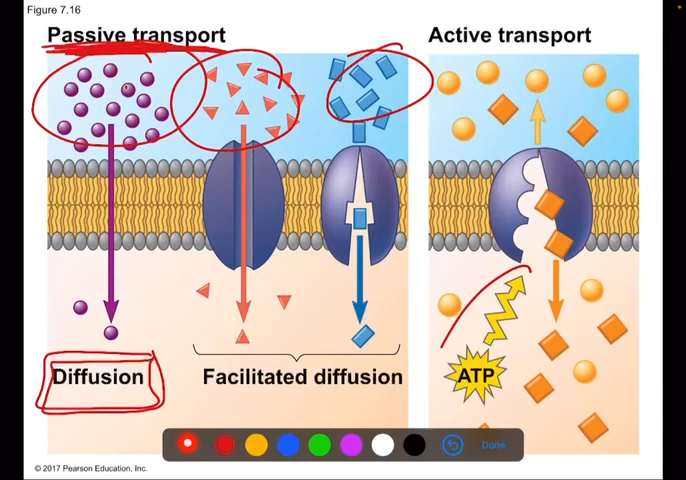 Figure 7.16
Passive transport
Active transport
ATP
Diffusion
Facilitated diffusion
Done
© 2017 Pearson Education, Inc.